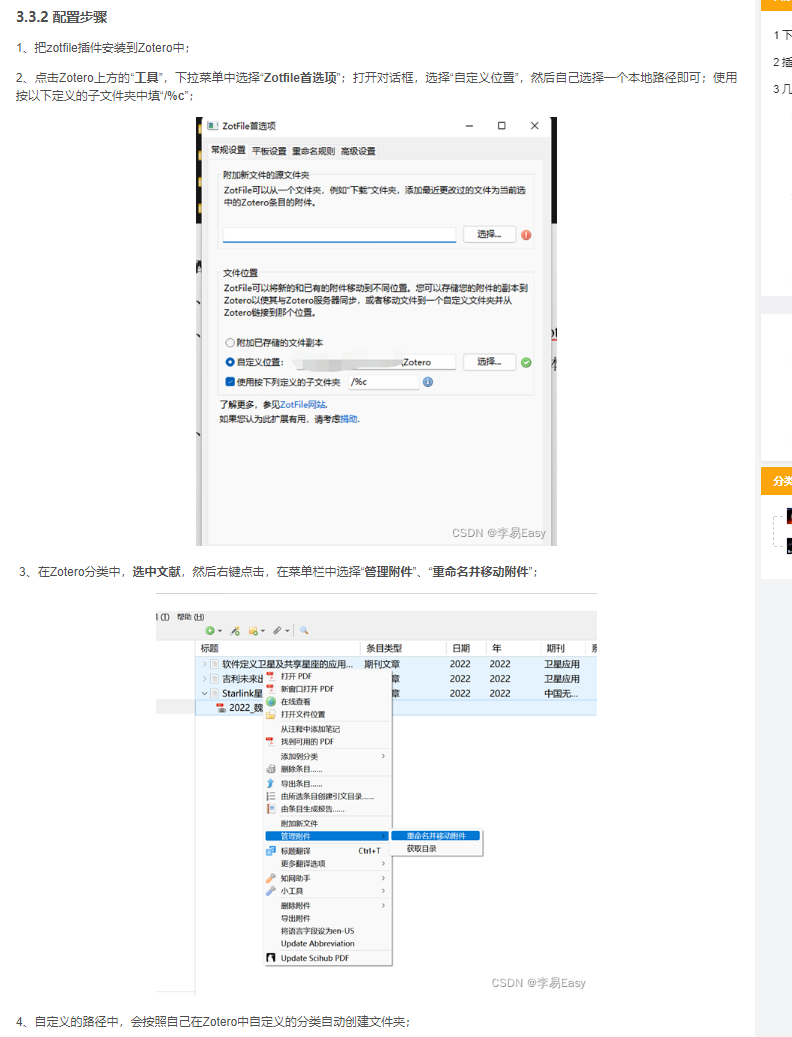 3.3.2 配置步骤
1 下
1、把zotfile插件安装到Zotero中；
2 插
2、点击Zotero上方的“工具”，下拉菜单中选择“Zotfile首选项”；打开对话框，选择“自定义位置”，然后自己选择一个本地路径即可；使用
3 几
按以下定义的子文件夹中填“/%c”；
ZotFile首选项
常规设置 平板设置 重命名规则 高级设置
附加新文件的源文件夹
ZotFile可以从一个文件夹，例如“下载”文件夹，添加最近更改过的文件为当前选
中的Zotero条目的附件。
选择...
文件位置
ZotFile可以将新的和已有的附件移动到不同位置。您可以存储您的附件的副本到
Zotero以使其与Zotero服务器同步，或者移动文件到一个自定义文件夹并从
Zotero链接到那个位置。
附加已存储的文件副本
自定义位置： \Zotero 选择...
使用按下列定义的子文件夹 /%c
了解更多，参见ZotFile网站.
如果您认为此扩展有用，请考虑捐助.
分类
CSDN @李易Easy
3、在Zotero分类中，选中文献，然后右键点击，在菜单栏中选择“管理附件”、“重命名并移动附件”；
(T) 帮助 (H)
标题 条目类型 日期 年 期刊
软件定义卫星及共享星座的应用... 期刊文章 2022 2022 卫星应用
吉利未来出 章 2022 2022 卫星应用
Starlink星 章 2022 2022 中国无...
2022_魏
打开 PDF
新窗口打开 PDF
在线查看
打开文件位置
从注释中添加笔记
找到可用的 PDF
添加到分类
删除条目......
导出条目......
由所选条目创建引文目录......
由条目生成报告......
附加新文件
管理附件 重命名并移动附件
获取目录
标题翻译 Ctrl+T
更多翻译选项
知网助手
小工具
删除附件
导出附件
将语言字段设为en-US
Update Abbreviation
Update Scihub PDF
CSDN @李易Easy
4、自定义的路径中，会按照自己在Zotero中自定义的分类自动创建文件夹；